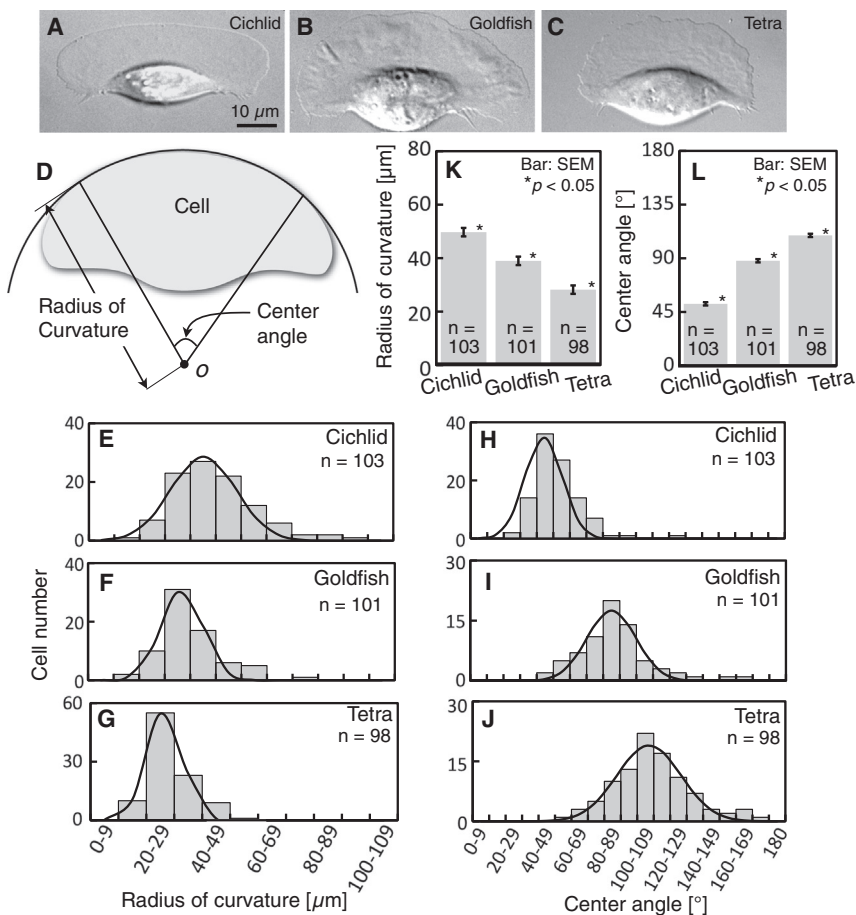 A Cichlid
10 µm
B Goldfish
C Tetra
D
Cell
Radius of
Curvature
Center
angle
O
K
Bar: SEM
*p < 0.05
Radius of curvature [µm]
80
60
40
20
0
*
*
*
n =
103
n =
101
n =
98
Cichlid Goldfish Tetra
L
Bar: SEM
*p < 0.05
Center angle [°]
180
135
90
45
0
*
*
*
n =
103
n =
101
n =
98
Cichlid Goldfish Tetra
Cell number
E
Cichlid
n = 103
40
20
0
F
Goldfish
n = 101
40
20
0
G
Tetra
n = 98
60
30
0
0-9 20-29 40-49 60-69 80-89 100-109
Radius of curvature [µm]
H
Cichlid
n = 103
40
20
0
I
Goldfish
n = 101
30
15
0
J
Tetra
n = 98
30
15
0
0-9 20-29 40-49 60-69 80-89 100-109 120-129 140-149 160-169 180
Center angle [°]